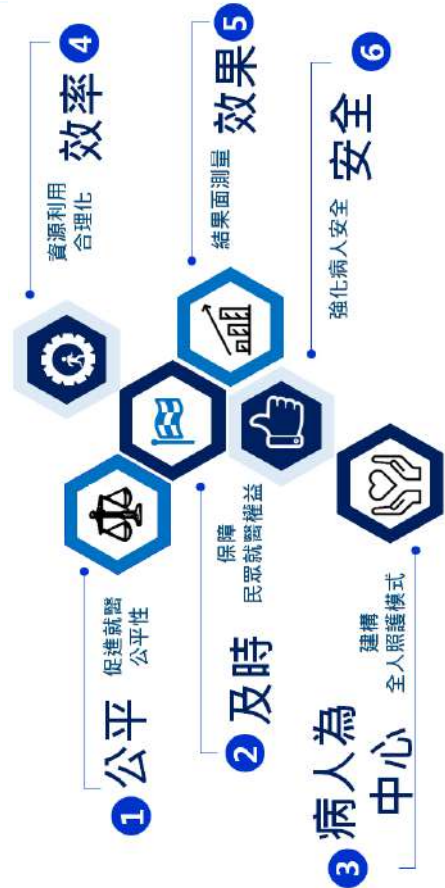 1
公平
促進就醫
公平性
2
及時
保障
民眾就醫權益
3
病人為
中心
建構
全人照護模式
4
效率
資源利用
合理化
5
效果
結果面測量
6
安全
強化病人安全